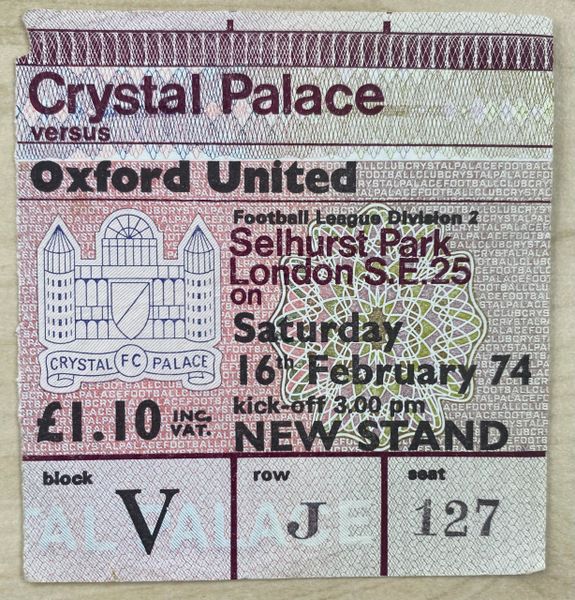 Crystal Palace
versus
Oxford United
Football League Division 2
Selhurst Park
London S.E.25
on
Saturday
16th February 74
kick-off 3.00 pm
NEW STAND
CRYSTAL FC PALACE
£1.10 INC.
VAT.
block row seat
V J 127